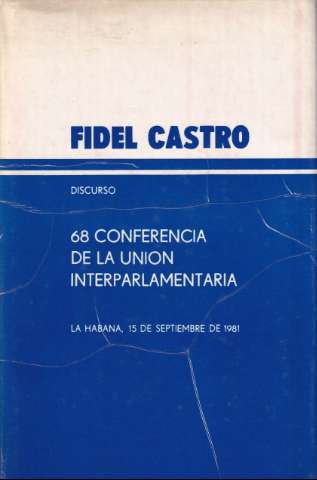 FIDEL CASTRO
DISCURSO
68 CONFERENCIA
DE LA UNION
INTERPARLAMENTARIA
LA HABANA, 15 DE SEPTIEMBRE DE 1981